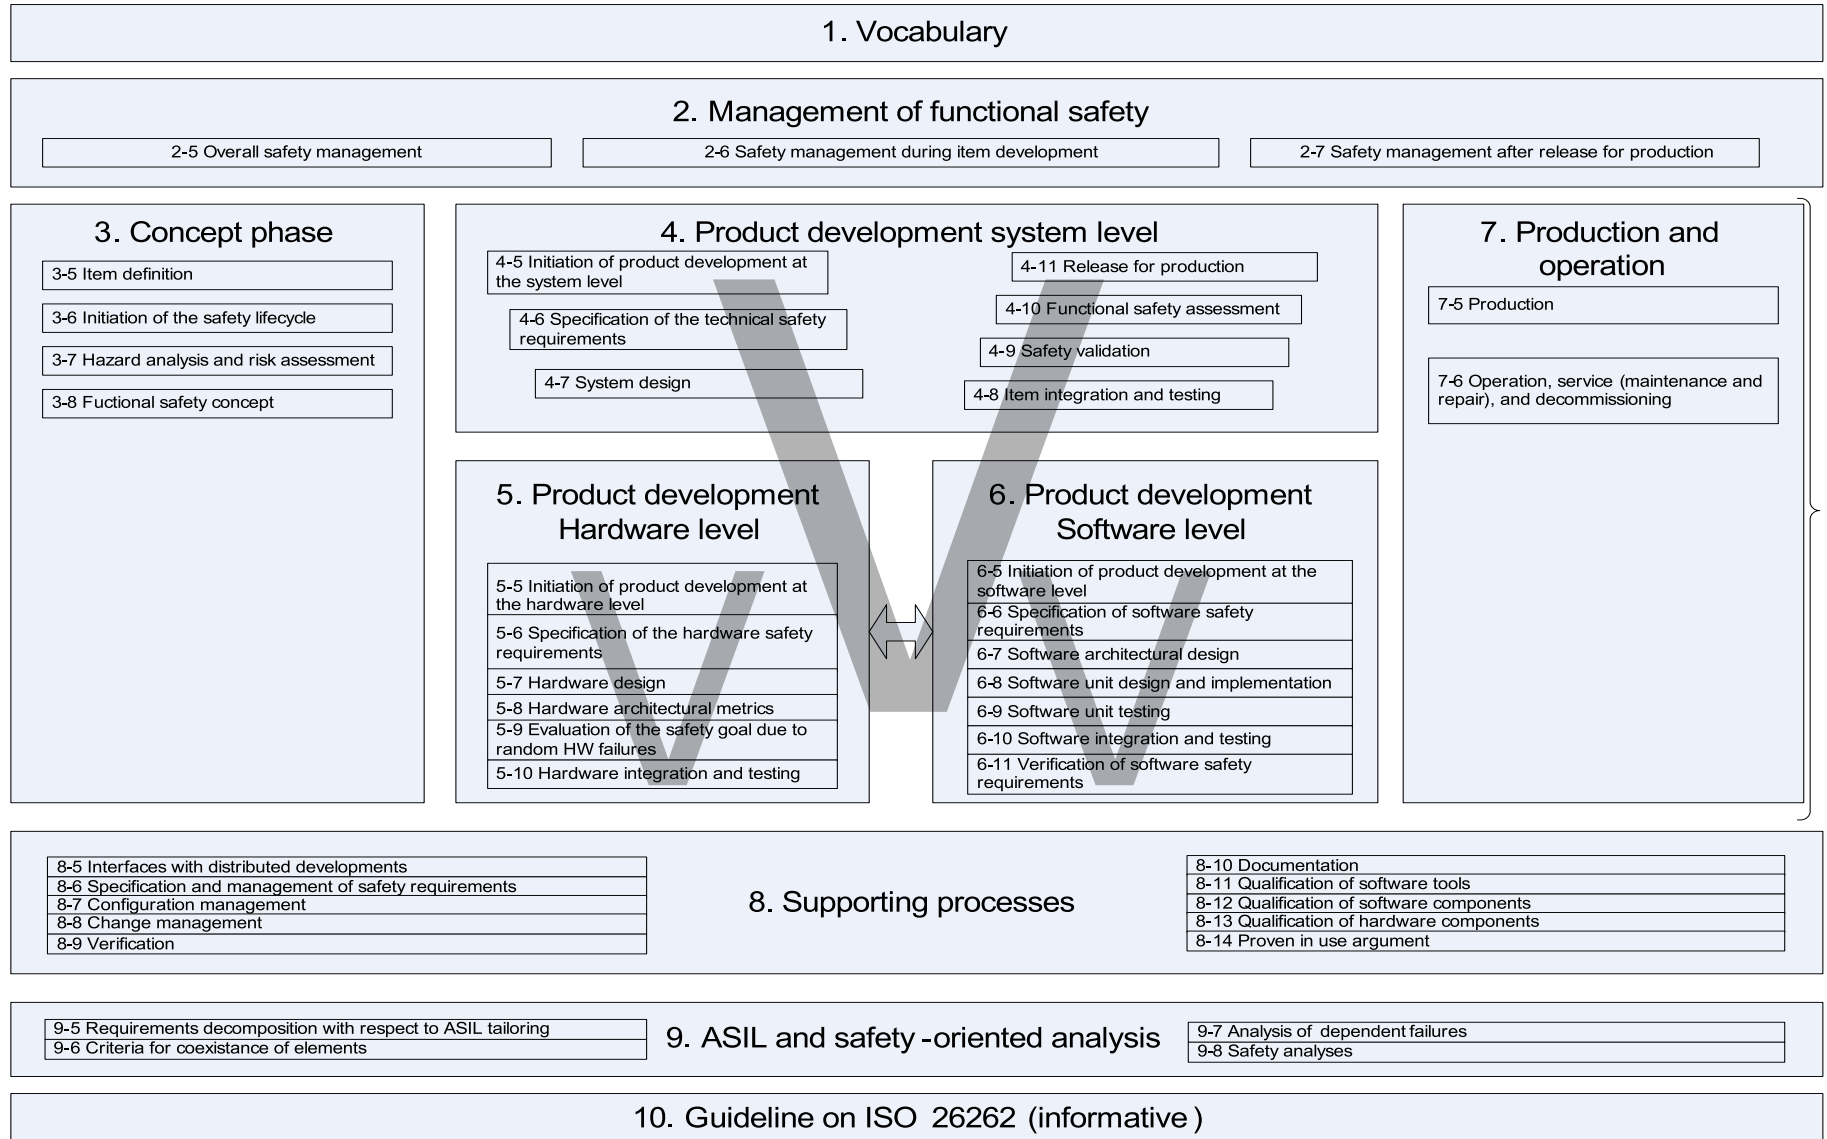 1. Vocabulary
2. Management of functional safety
2-5 Overall safety management
2-6 Safety management during item development
2-7 Safety management after release for production
3. Concept phase
3-5 Item definition
3-6 Initiation of the safety lifecycle
3-7 Hazard analysis and risk assessment
3-8 Fuctional safety concept
4. Product development system level
4-5 Initiation of product development at
the system level
4-6 Specification of the technical safety
requirements
4-7 System design
4-11 Release for production
4-10 Functional safety assessment
4-9 Safety validation
4-8 Item integration and testing
7. Production and
operation
7-5 Production
7-6 Operation, service (maintenance and
repair), and decommissioning
V
5. Product development
Hardware level
5-5 Initiation of product development at
the hardware level
5-6 Specification of the hardware safety
requirements
5-7 Hardware design
5-8 Hardware architectural metrics
5-9 Evaluation of the safety goal due to
random HW failures
5-10 Hardware integration and testing
V
6. Product development
Software level
6-5 Initiation of product development at the
software level
6-6 Specification of software safety
requirements
6-7 Software architectural design
6-8 Software unit design and implementation
6-9 Software unit testing
6-10 Software integration and testing
6-11 Verification of software safety
requirements
V
8-5 Interfaces with distributed developments
8-6 Specification and management of safety requirements
8-7 Configuration management
8-8 Change management
8-9 Verification
8. Supporting processes
8-10 Documentation
8-11 Qualification of software tools
8-12 Qualification of software components
8-13 Qualification of hardware components
8-14 Proven in use argument
9-5 Requirements decomposition with respect to ASIL tailoring
9-6 Criteria for coexistance of elements
9. ASIL and safety-oriented analysis
9-7 Analysis of dependent failures
9-8 Safety analyses
10. Guideline on ISO 26262 (informative)